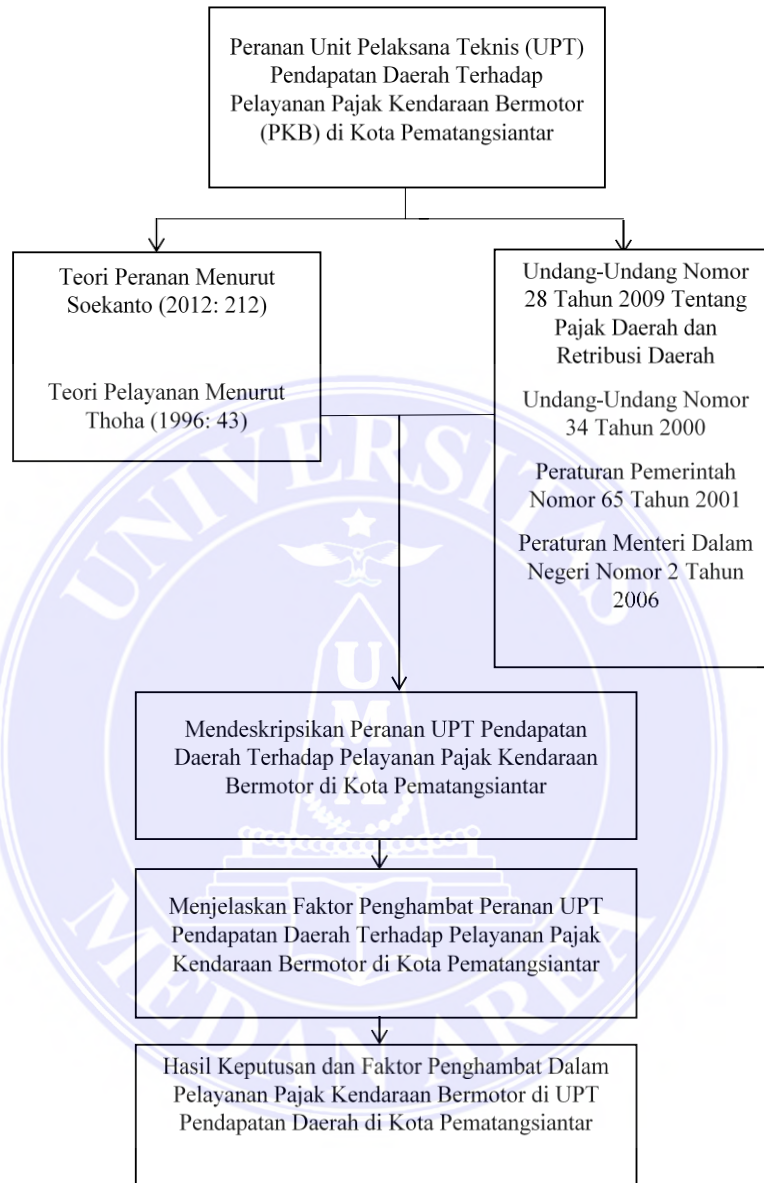 Peranan Unit Pelaksana Teknis (UPT)
Pendapatan Daerah Terhadap
Pelayanan Pajak Kendaraan Bermotor
(PKB) di Kota Pematangsiantar
Teori Peranan Menurut
Soekanto (2012: 212)
Teori Pelayanan Menurut
Thoha (1996: 43)
Undang-Undang Nomor
28 Tahun 2009 Tentang
Pajak Daerah dan
Retribusi Daerah
Undang-Undang Nomor
34 Tahun 2000
Peraturan Pemerintah
Nomor 65 Tahun 2001
Peraturan Menteri Dalam
Negeri Nomor 2 Tahun
2006
Mendeskripsikan Peranan UPT Pendapatan
Daerah Terhadap Pelayanan Pajak Kendaraan
Bermotor di Kota Pematangsiantar
Menjelaskan Faktor Penghambat Peranan UPT
Pendapatan Daerah Terhadap Pelayanan Pajak
Kendaraan Bermotor di Kota Pematangsiantar
Hasil Keputusan dan Faktor Penghambat Dalam
Pelayanan Pajak Kendaraan Bermotor di UPT
Pendapatan Daerah di Kota Pematangsiantar
UNIVERSITAS
UMA
MEDAN AREA